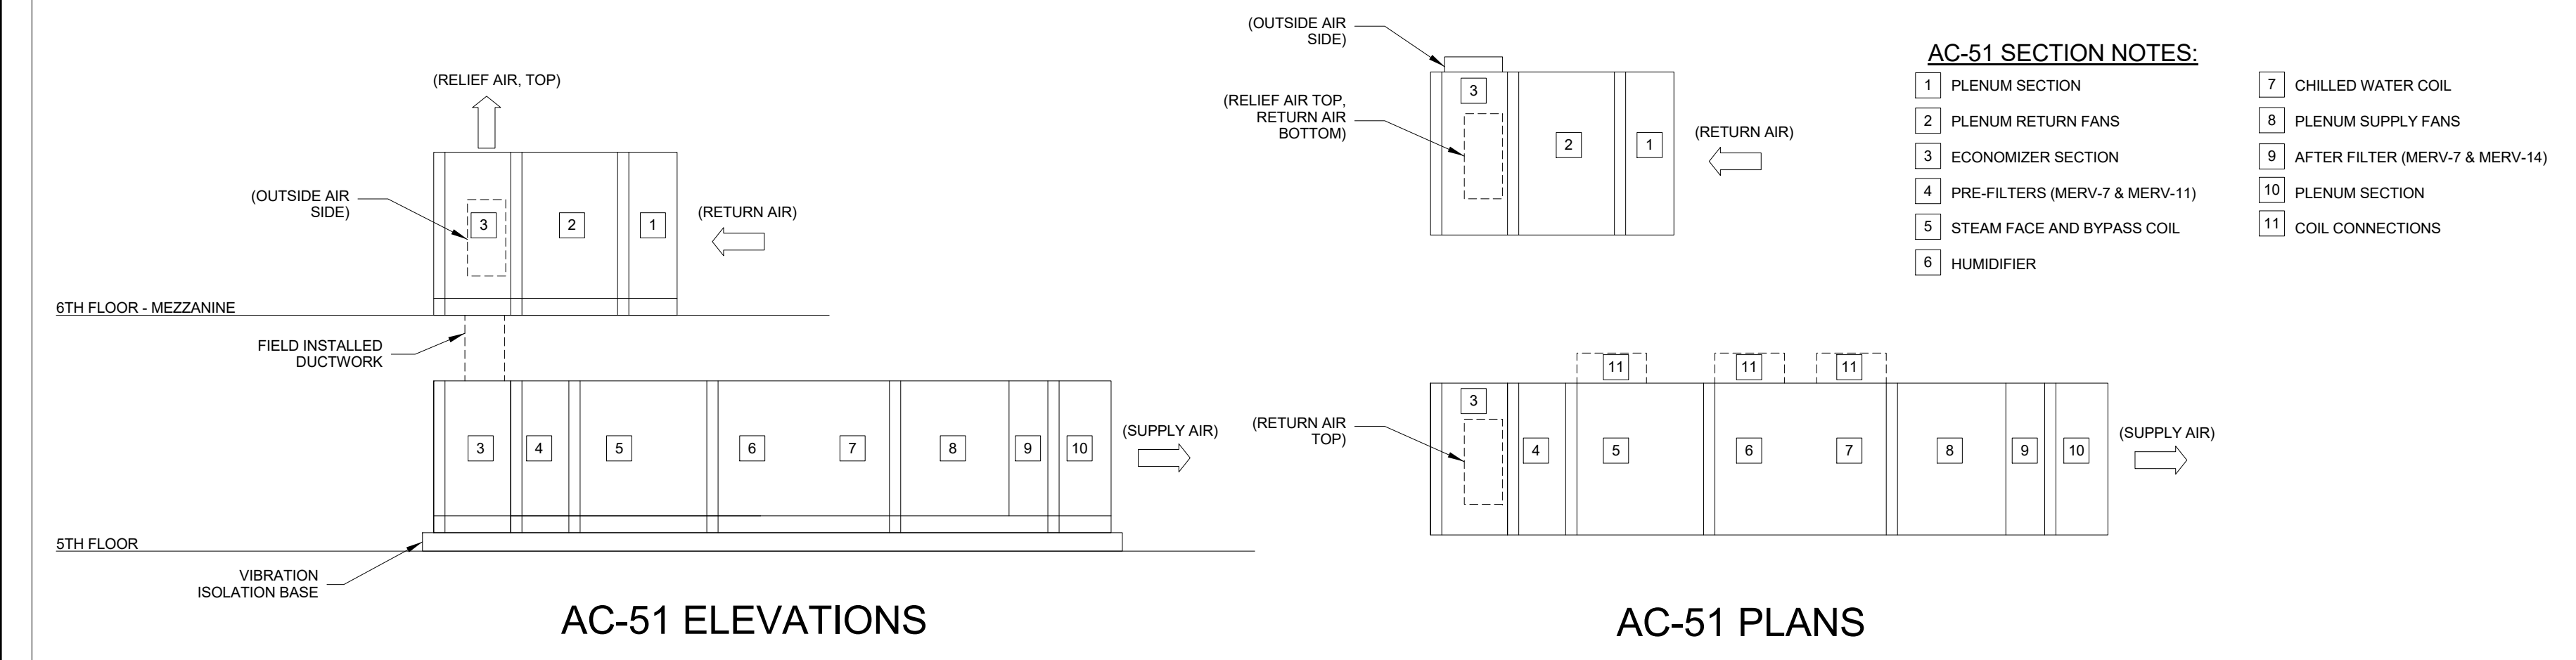 (RELIEF AIR, TOP)
(OUTSIDE AIR
SIDE)
3
2
1
(RETURN AIR)
6TH FLOOR - MEZZANINE
FIELD INSTALLED
DUCTWORK
3
4
5
6
7
8
9
10
(SUPPLY AIR)
5TH FLOOR
VIBRATION
ISOLATION BASE
AC-51 ELEVATIONS
(OUTSIDE AIR
SIDE)
(RELIEF AIR TOP,
RETURN AIR
BOTTOM)
3
2
1
(RETURN AIR)
11
11
11
(RETURN AIR
TOP)
3
4
5
6
7
8
9
10
(SUPPLY AIR)
AC-51 PLANS
AC-51 SECTION NOTES:
1 PLENUM SECTION
2 PLENUM RETURN FANS
3 ECONOMIZER SECTION
4 PRE-FILTERS (MERV-7 & MERV-11)
5 STEAM FACE AND BYPASS COIL
6 HUMIDIFIER
7 CHILLED WATER COIL
8 PLENUM SUPPLY FANS
9 AFTER FILTER (MERV-7 & MERV-14)
10 PLENUM SECTION
11 COIL CONNECTIONS